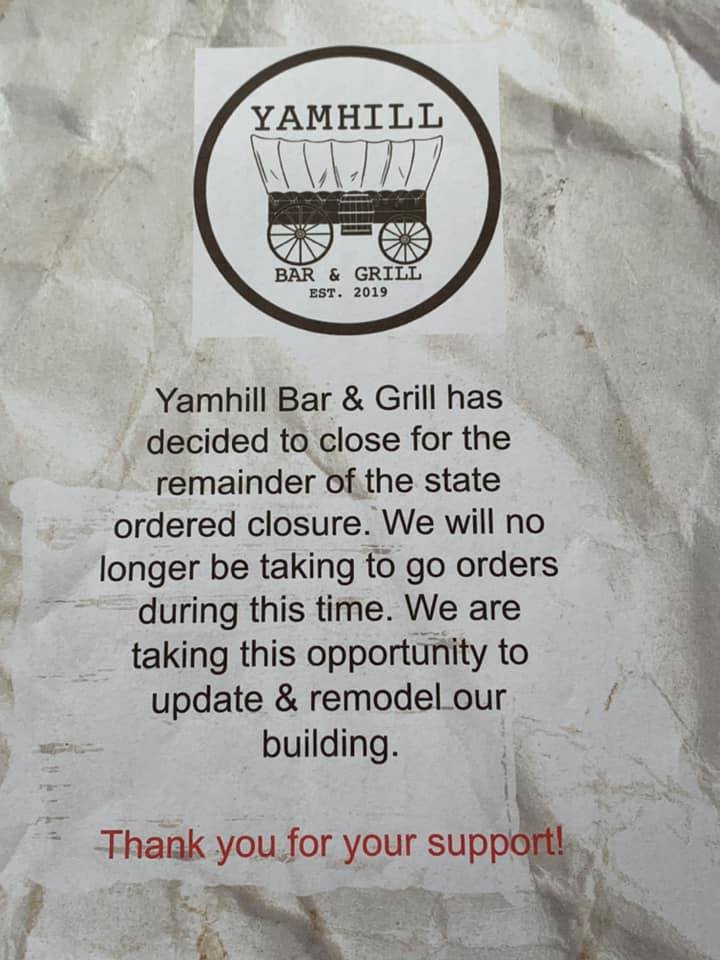 YAMHILL
BAR & GRILL
EST. 2019
Yamhill Bar & Grill has
decided to close for the
remainder of the state
ordered closure. We will no
longer be taking to go orders
during this time. We are
taking this opportunity to
update & remodel our
building.
Thank you for your support!